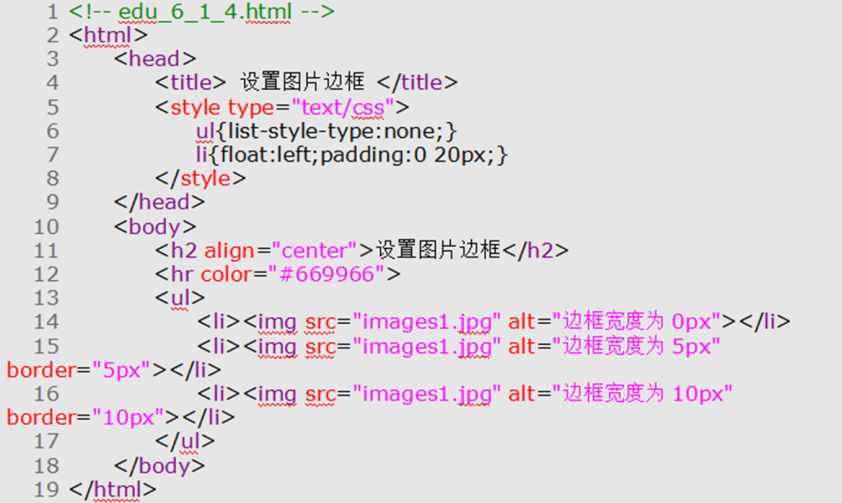 1 <!-- edu_6_1_4.html -->
2 <html>
3 <head>
4 <title> 设置图片边框 </title>
5 <style type="text/css">
6 ul{list-style-type:none;}
7 li{float:left;padding:0 20px;}
8 </style>
9 </head>
10 <body>
11 <h2 align="center">设置图片边框</h2>
12 <hr color="#669966">
13 <ul>
14 <li><img src="images1.jpg" alt="边框宽度为 0px"></li>
15 <li><img src="images1.jpg" alt="边框宽度为 5px"
border="5px"></li>
16 <li><img src="images1.jpg" alt="边框宽度为 10px"
border="10px"></li>
17 </ul>
18 </body>
19 </html>